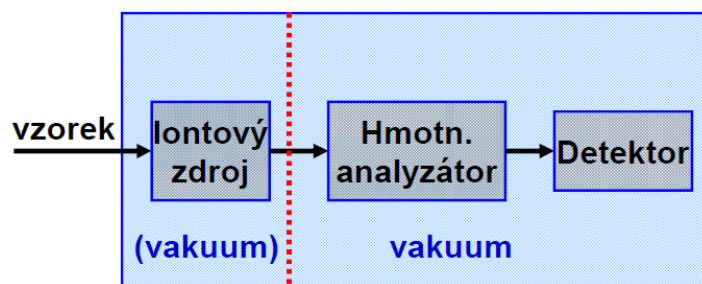 vzorek
Iontový
zdroj
Hmotn.
analyzátor
Detektor
(vakuum)
vakuum